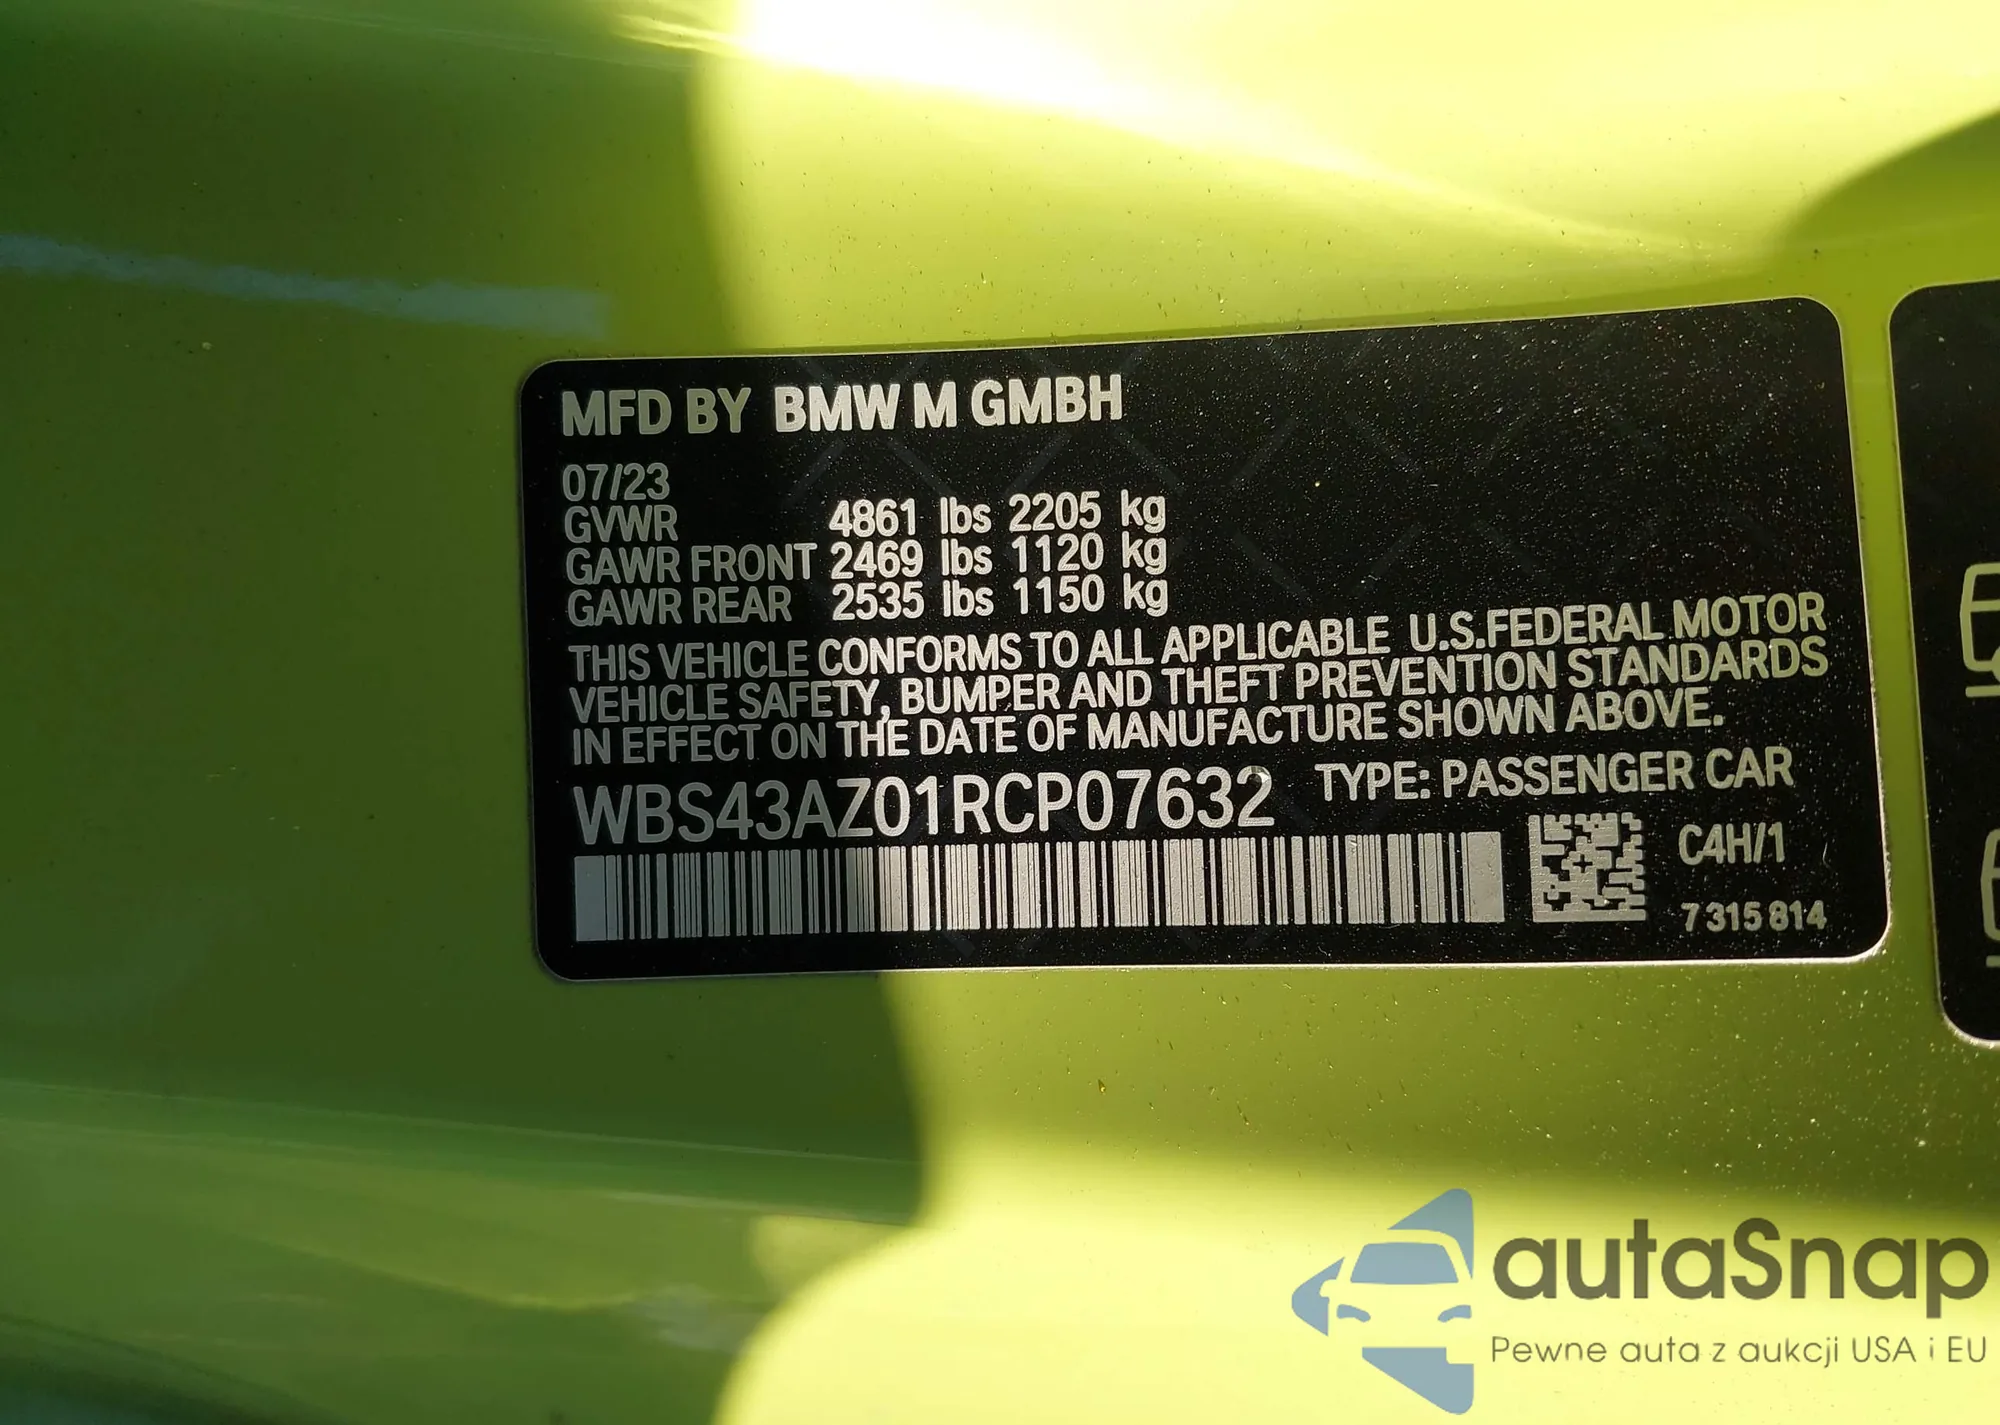 MFD BY BMW M GMBH
07/23
GVWR 4861 lbs 2205 kg
GAWR FRONT 2469 lbs 1120 kg
GAWR REAR 2535 lbs 1150 kg
THIS VEHICLE CONFORMS TO ALL APPLICABLE U.S.FEDERAL MOTOR
VEHICLE SAFETY, BUMPER AND THEFT PREVENTION STANDARDS
IN EFFECT ON THE DATE OF MANUFACTURE SHOWN ABOVE.
WBS43AZ01RCP07632 TYPE: PASSENGER CAR
C4H/1
7 315 814
autaSnap
Pewne auta z aukcji USA i EU